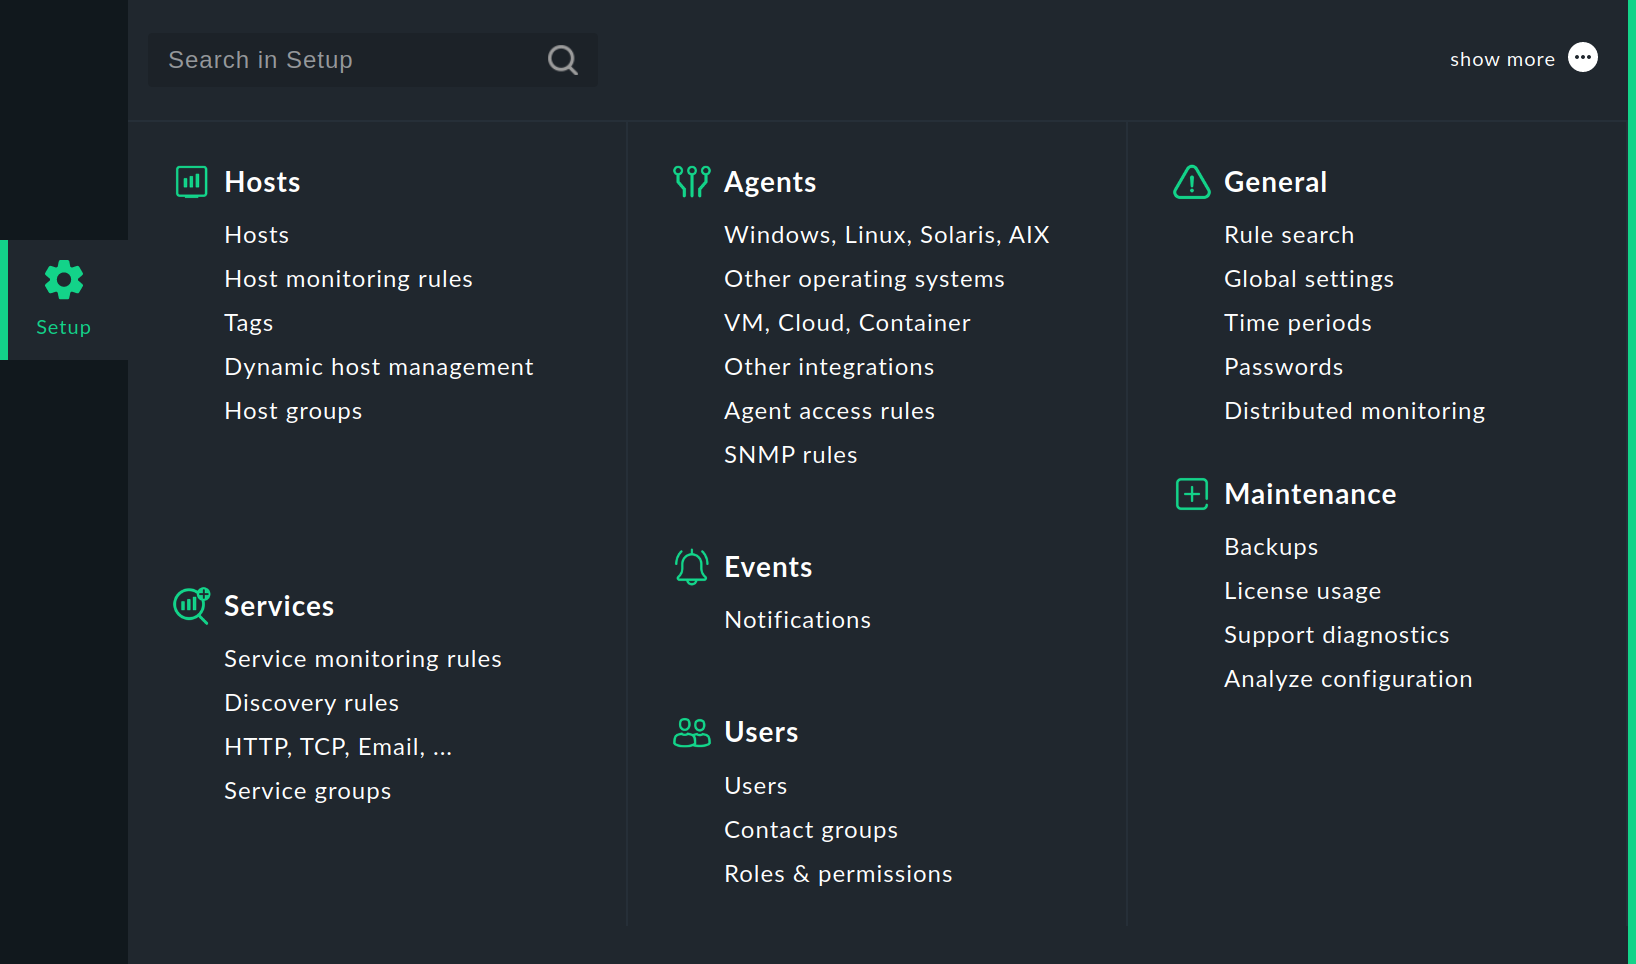 Search in Setup
show more
Setup
Hosts
Hosts
Host monitoring rules
Tags
Dynamic host management
Host groups
Services
Service monitoring rules
Discovery rules
HTTP, TCP, Email, ...
Service groups
Agents
Windows, Linux, Solaris, AIX
Other operating systems
VM, Cloud, Container
Other integrations
Agent access rules
SNMP rules
Events
Notifications
Users
Users
Contact groups
Roles & permissions
General
Rule search
Global settings
Time periods
Passwords
Distributed monitoring
Maintenance
Backups
License usage
Support diagnostics
Analyze configuration